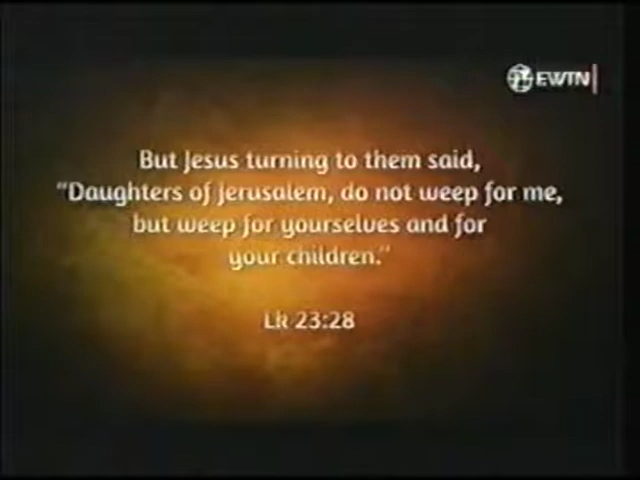 EWTN
But Jesus turning to them said,
"Daughters of Jerusalem, do not weep for me,
but weep for yourselves and for
your children."
Lk 23:28